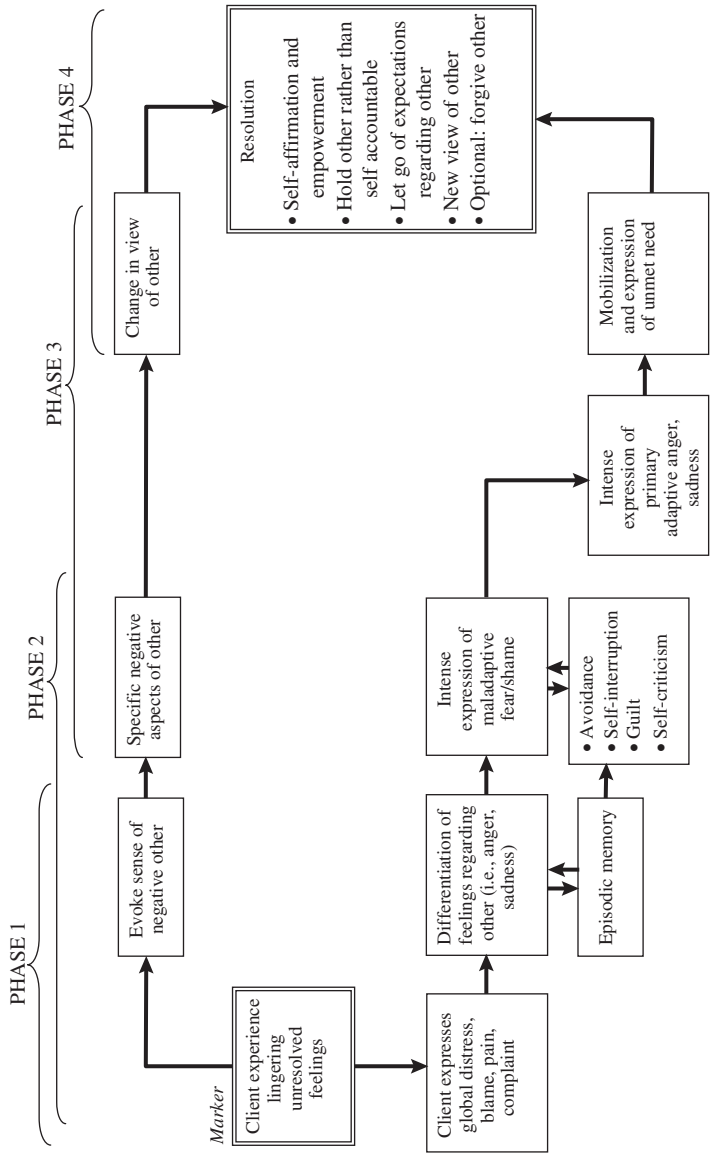 PHASE 1
PHASE 2
PHASE 3
PHASE 4
Evoke sense of
negative other
Specific negative
aspects of other
Change in view
of other
Marker
Client experience
lingering
unresolved
feelings
Resolution
• Self-affirmation and
empowerment
• Hold other rather than
self accountable
• Let go of expectations
regarding other
• New view of other
• Optional: forgive other
Client expresses
global distress,
blame, pain,
complaint
Differentiation of
feelings regarding
other (i.e., anger,
sadness)
Intense
expression of
maladaptive
fear/shame
Episodic memory
• Avoidance
• Self-interruption
• Guilt
• Self-criticism
Intense
expression of
primary
adaptive anger,
sadness
Mobilization
and expression
of unmet need